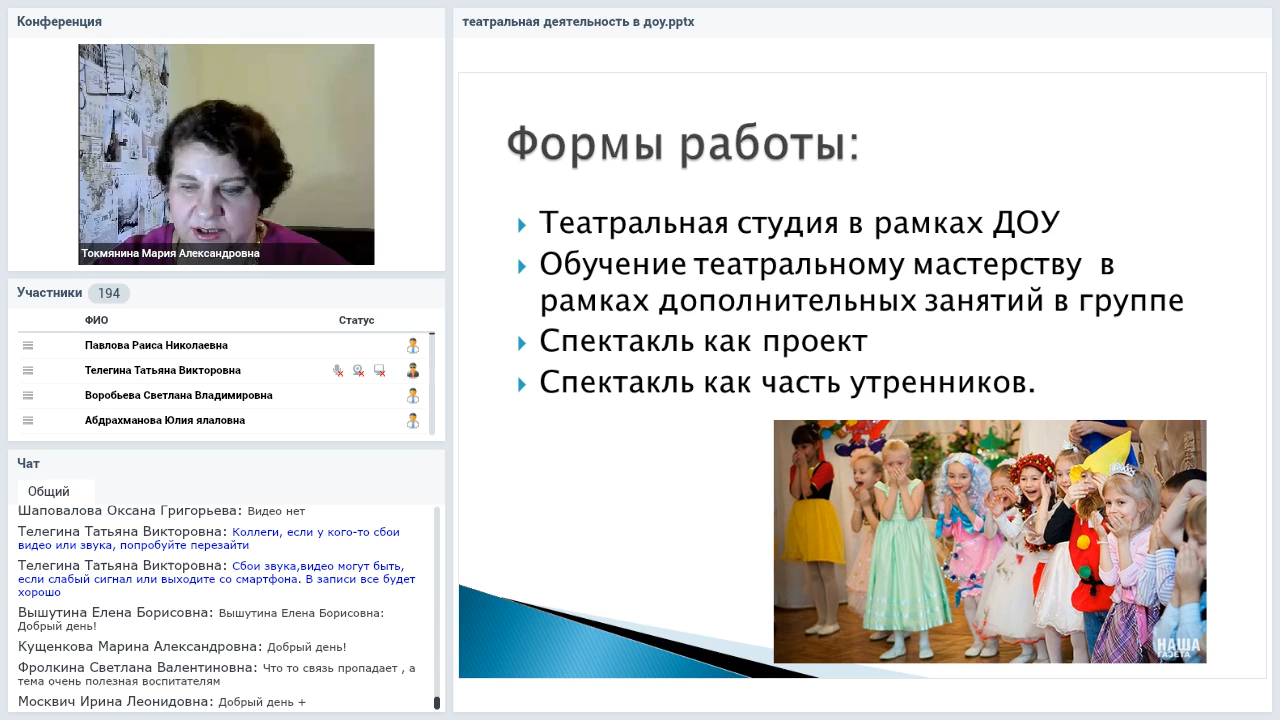 Конференция
Токмянина Мария Александровна
Участники 194
ФИО Статус
Павлова Раиса Николаевна
Телегина Татьяна Викторовна
Воробьева Светлана Владимировна
Абдрахманова Юлия ялаловна
Чат
Общий
Шаповалова Оксана Григорьева: Видео нет
Телегина Татьяна Викторовна: Коллеги, если у кого-то сбои
видео или звука, попробуйте перезайти
Телегина Татьяна Викторовна: Сбои звука,видео могут быть,
если слабый сигнал или выходите со смартфона. В записи все будет
хорошо
Вышутина Елена Борисовна: Вышутина Елена Борисовна:
Добрый день!
Кущенкова Марина Александровна: Добрый день!
Фролкина Светлана Валентиновна: Что то связь пропадает , а
тема очень полезная воспитателям
Москвич Ирина Леонидовна: Добрый день +
театральная деятельность в доу.pptx
Формы работы:
Театральная студия в рамках ДОУ
Обучение театральному мастерству в
рамках дополнительных занятий в группе
Спектакль как проект
Спектакль как часть утренников.
НАША
ГАЗЕТА